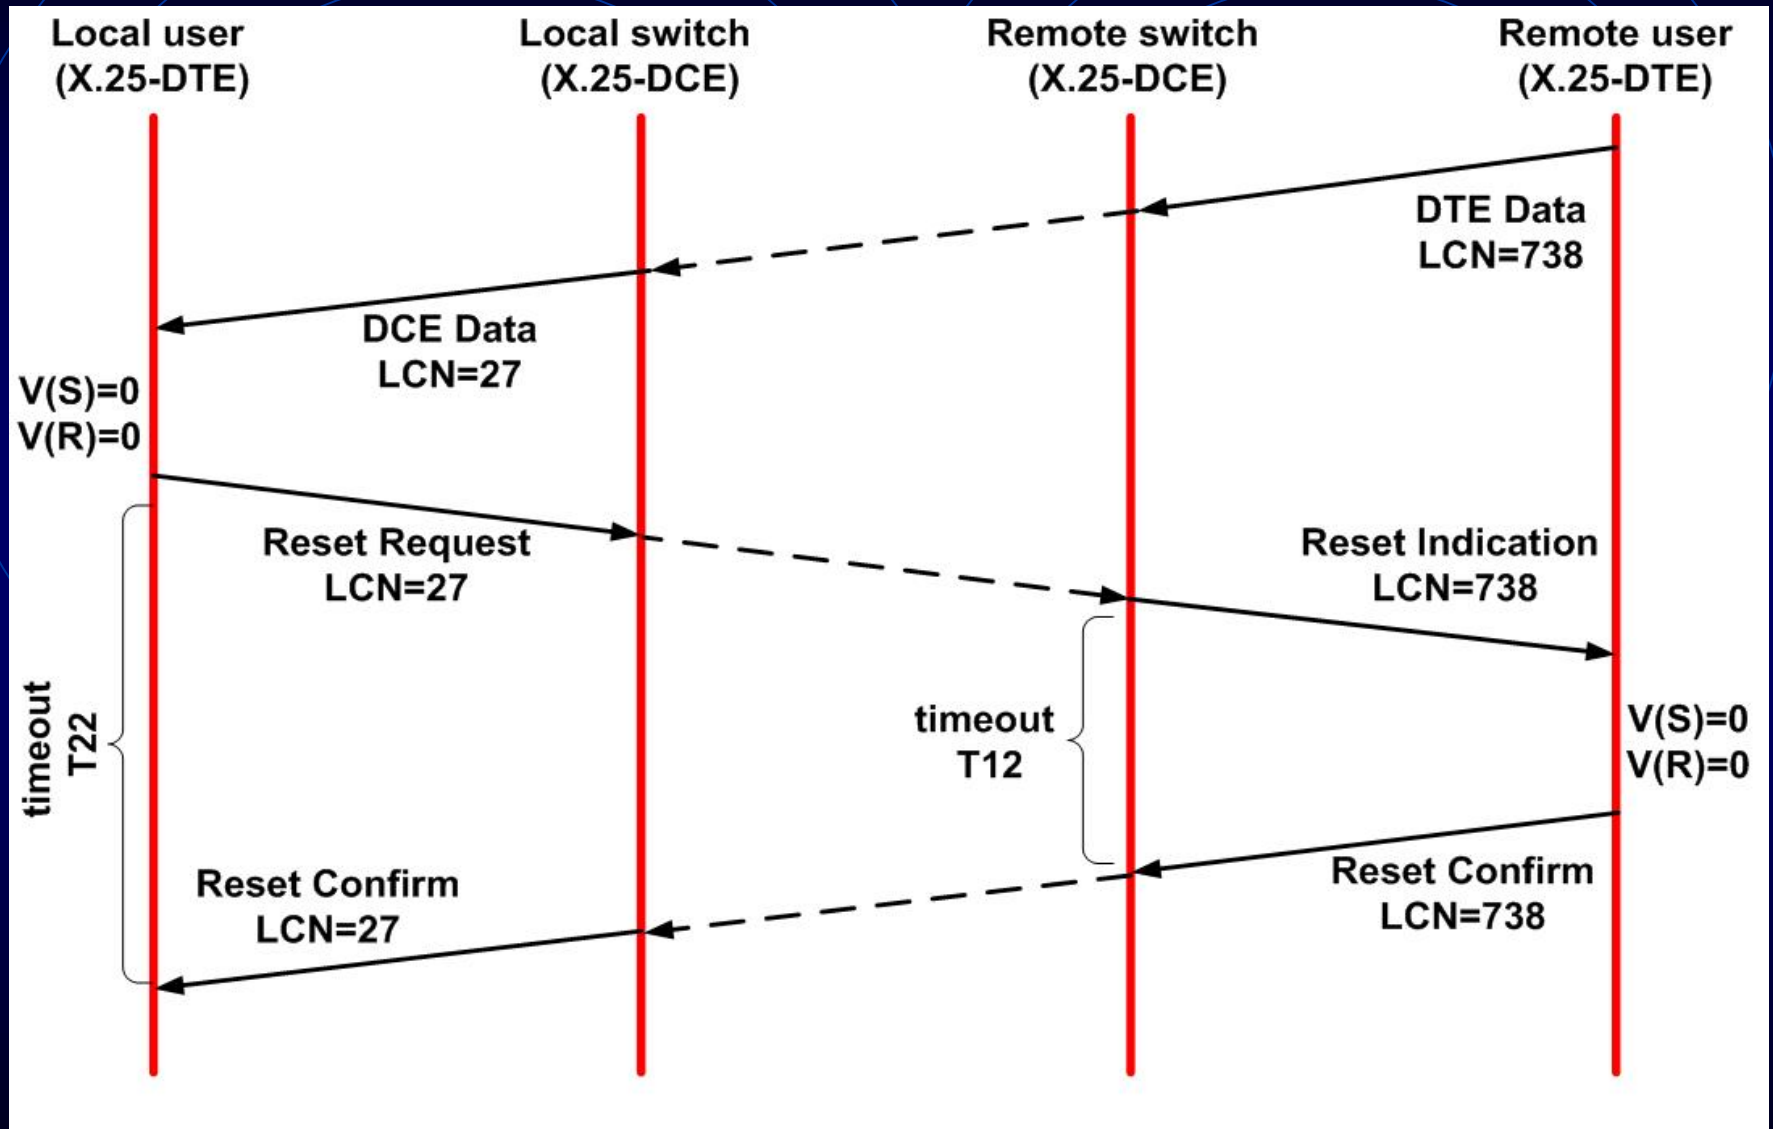 Local user
(X.25-DTE)
Local switch
(X.25-DCE)
Remote switch
(X.25-DCE)
Remote user
(X.25-DTE)
DTE Data
LCN=738
DCE Data
LCN=27
V(S)=0
V(R)=0
Reset Request
LCN=27
Reset Indication
LCN=738
timeout
T22
timeout
T12
V(S)=0
V(R)=0
Reset Confirm
LCN=738
Reset Confirm
LCN=27